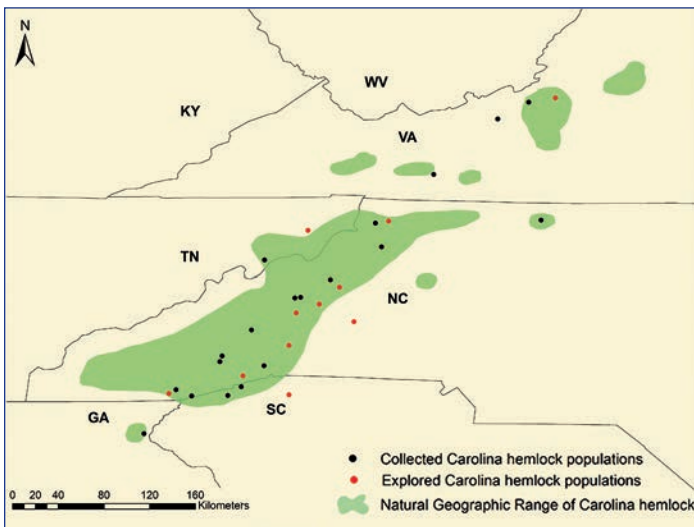 N
WV
KY
VA
TN
NC
GA
SC
Collected Carolina hemlock populations
Explored Carolina hemlock populations
Natural Geographic Range of Carolina hemlock
0 20 40 80 120 160
Kilometers